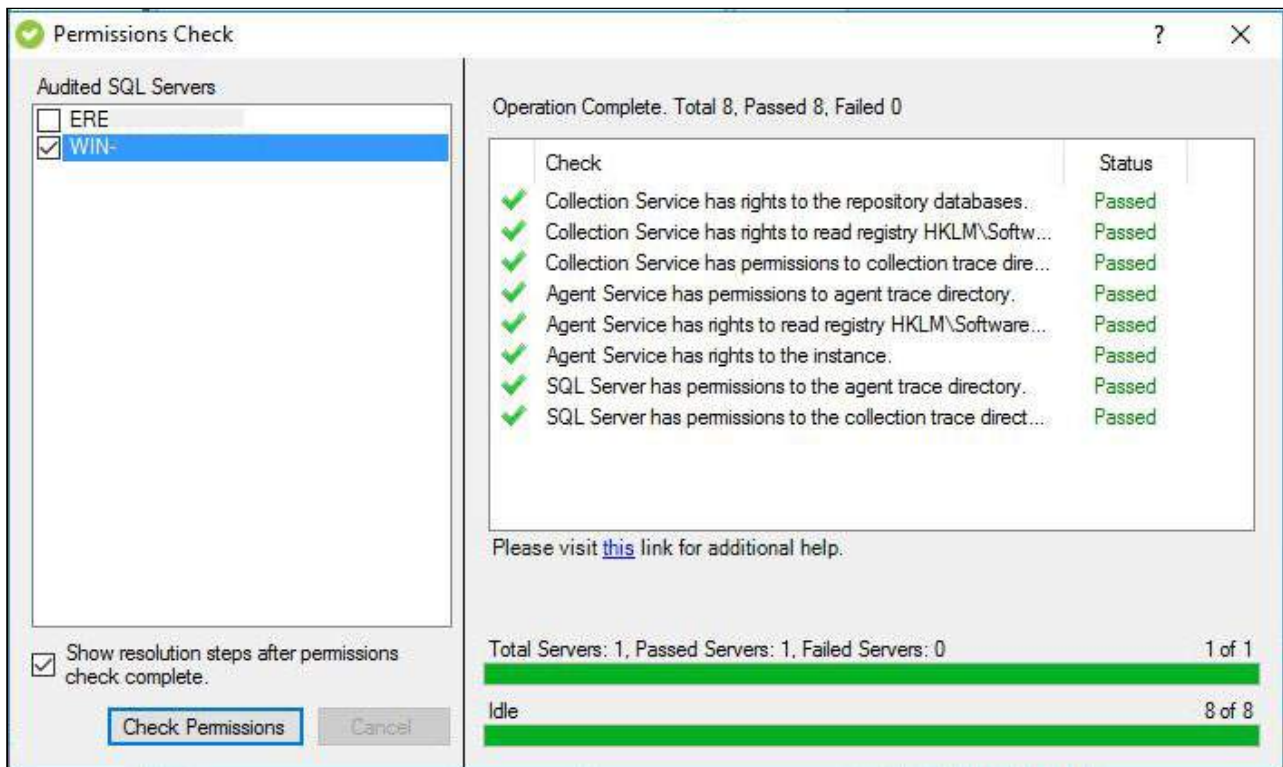 Permissions Check
?
Audited SQL Servers
ERE
WIN-
Show resolution steps after permissions
check complete.
Check Permissions
Cancel
Operation Complete. Total 8, Passed 8, Failed 0
Check Status
Collection Service has rights to the repository databases. Passed
Collection Service has rights to read registry HKLM\Softw... Passed
Collection Service has permissions to collection trace dire... Passed
Agent Service has permissions to agent trace directory. Passed
Agent Service has rights to read registry HKLM\Software... Passed
Agent Service has rights to the instance. Passed
SQL Server has permissions to the agent trace directory. Passed
SQL Server has permissions to the collection trace direct... Passed
Please visit this link for additional help.
Total Servers: 1, Passed Servers: 1, Failed Servers: 0 1 of 1
Idle 8 of 8